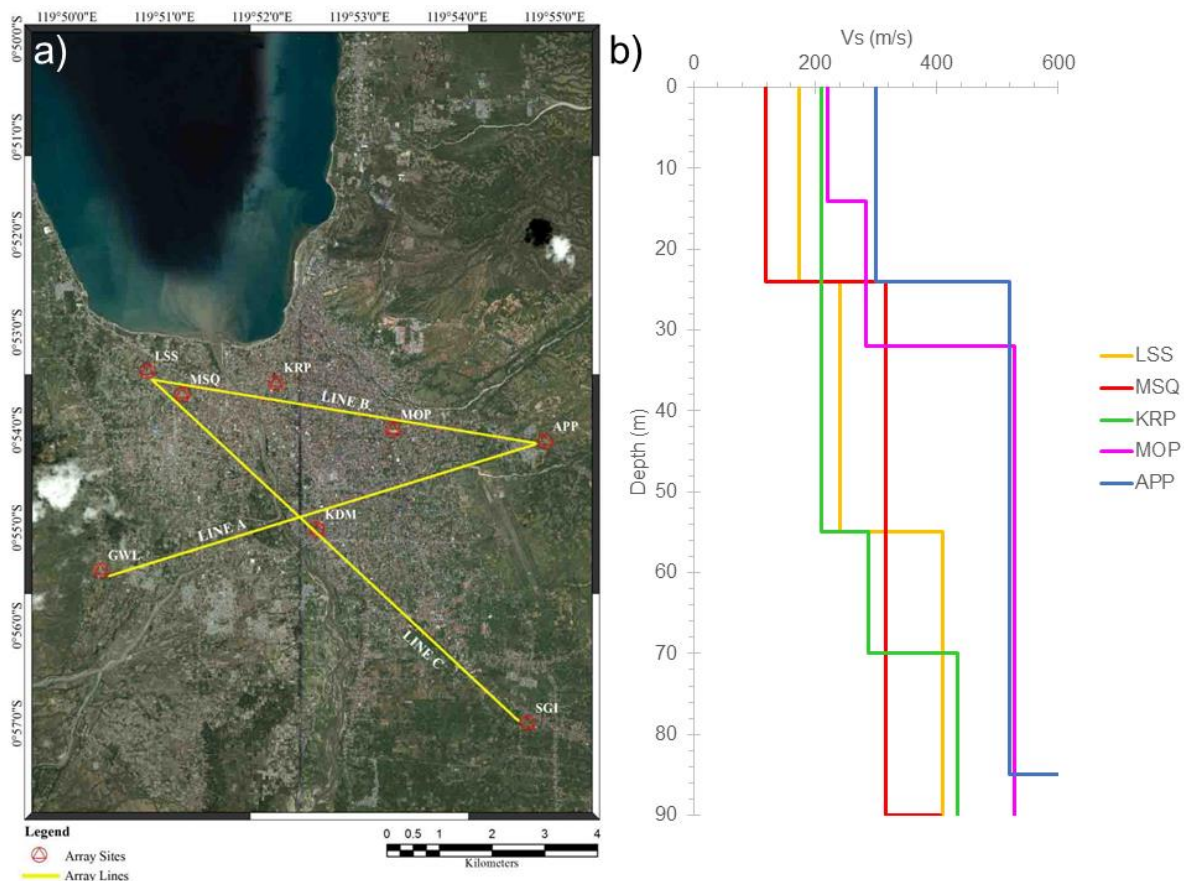 a)
119°50'0"E 119°51'0"E 119°52'0"E 119°53'0"E 119°54'0"E 119°55'0"E
0°50'0"S
0°51'0"S
0°52'0"S
0°53'0"S
0°54'0"S
0°55'0"S
0°56'0"S
0°57'0"S
LSS
MSQ
KRP
LINE B
MOP
APP
KDM
LINE A
GWL
LINE C
SGI
Legend
Array Sites
Array Lines
0 0.5 1 2 3 4
Kilometers
b)
Vs (m/s)
0 200 400 600
Depth (m)
0
10
20
30
40
50
60
70
80
90
LSS
MSQ
KRP
MOP
APP